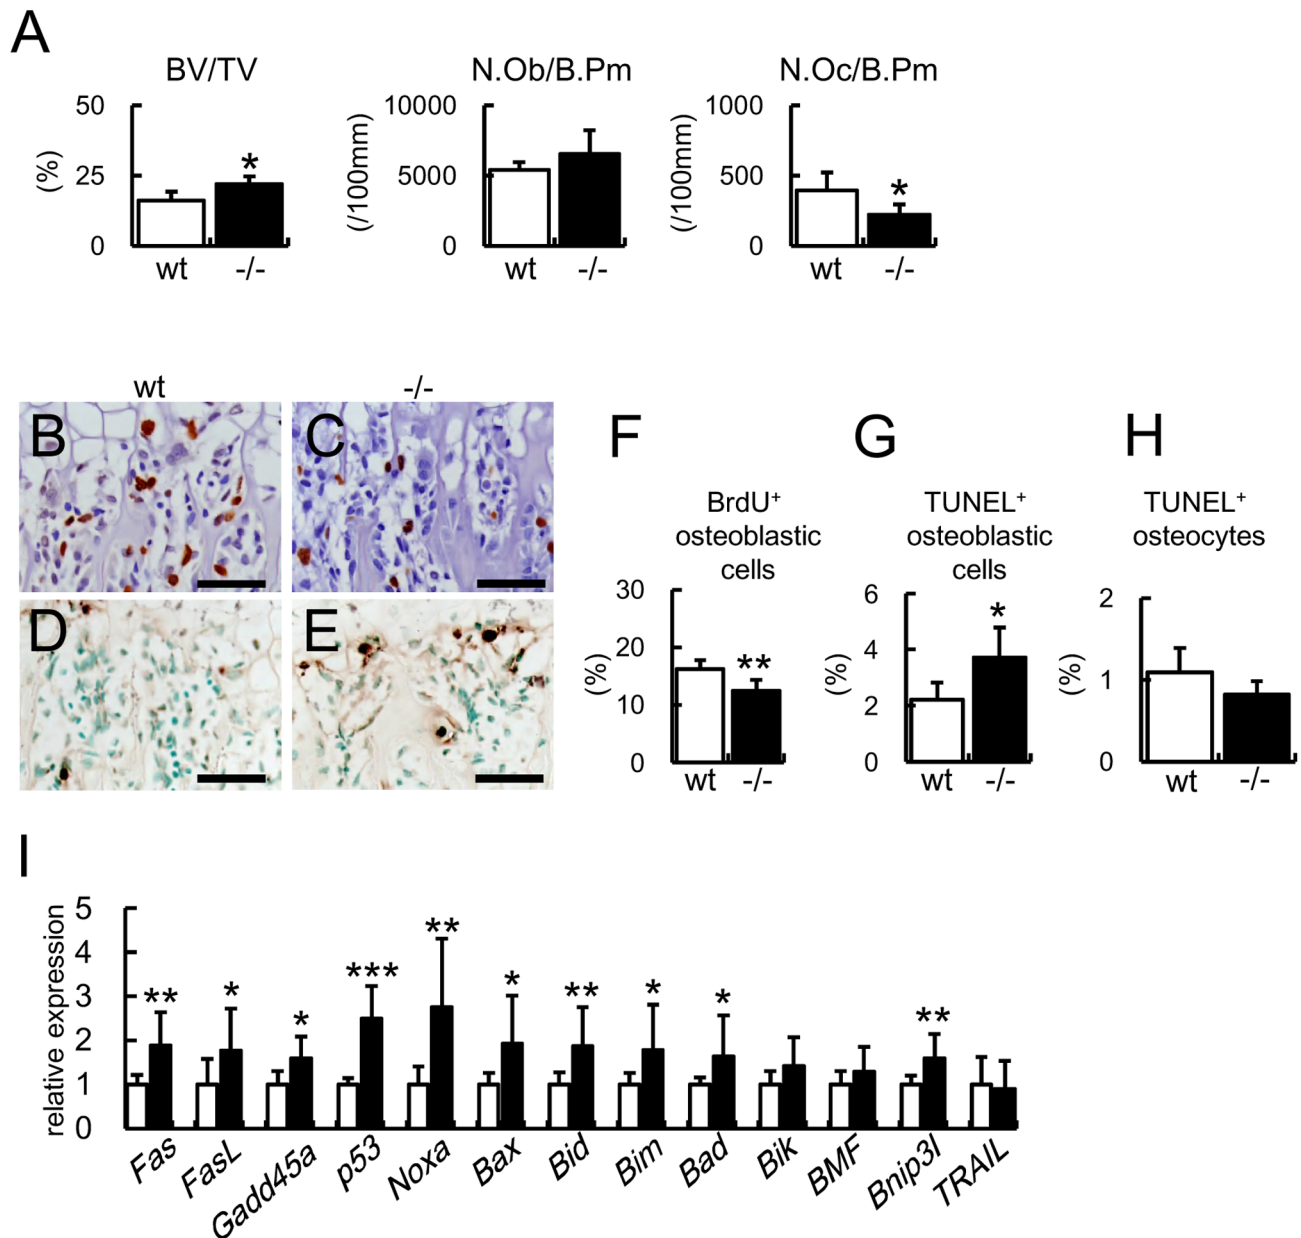 A
BV/TV
N.Ob/B.Pm
N.Oc/B.Pm
50
25
0
(%)
*
wt
-/-
10000
5000
0
(/100mm)
wt
-/-
1000
500
0
(/100mm)
*
wt
-/-
wt
-/-
B
C
D
E
F
BrdU+
osteoblastic
cells
30
20
10
0
(%)
**
wt
-/-
G
TUNEL+
osteoblastic
cells
6
4
2
0
(%)
*
wt
-/-
H
TUNEL+
osteocytes
2
1
0
(%)
wt
-/-
I
relative expression
5
4
3
2
1
0
**
*
*
***
**
*
**
*
*
**
Fas
FasL
Gadd45a
p53
Noxa
Bax
Bid
Bim
Bad
Bik
BMF
Bnip3l
TRAIL